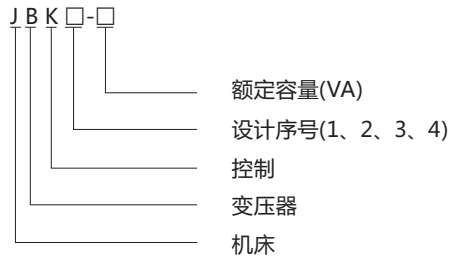 J B K □-□
额定容量(VA)
设计序号(1、2、3、4)
控制
变压器
机床